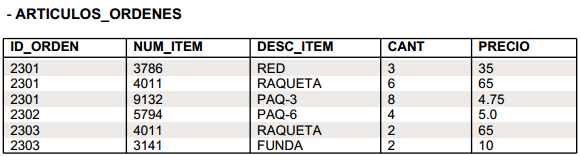 - ARTICULOS_ORDENES
ID_ORDEN NUM_ITEM DESC_ITEM CANT PRECIO
2301 3786 RED 3 35
2301 4011 RAQUETA 6 65
2301 9132 PAQ-3 8 4.75
2302 5794 PAQ-6 4 5.0
2303 4011 RAQUETA 2 65
2303 3141 FUNDA 2 10